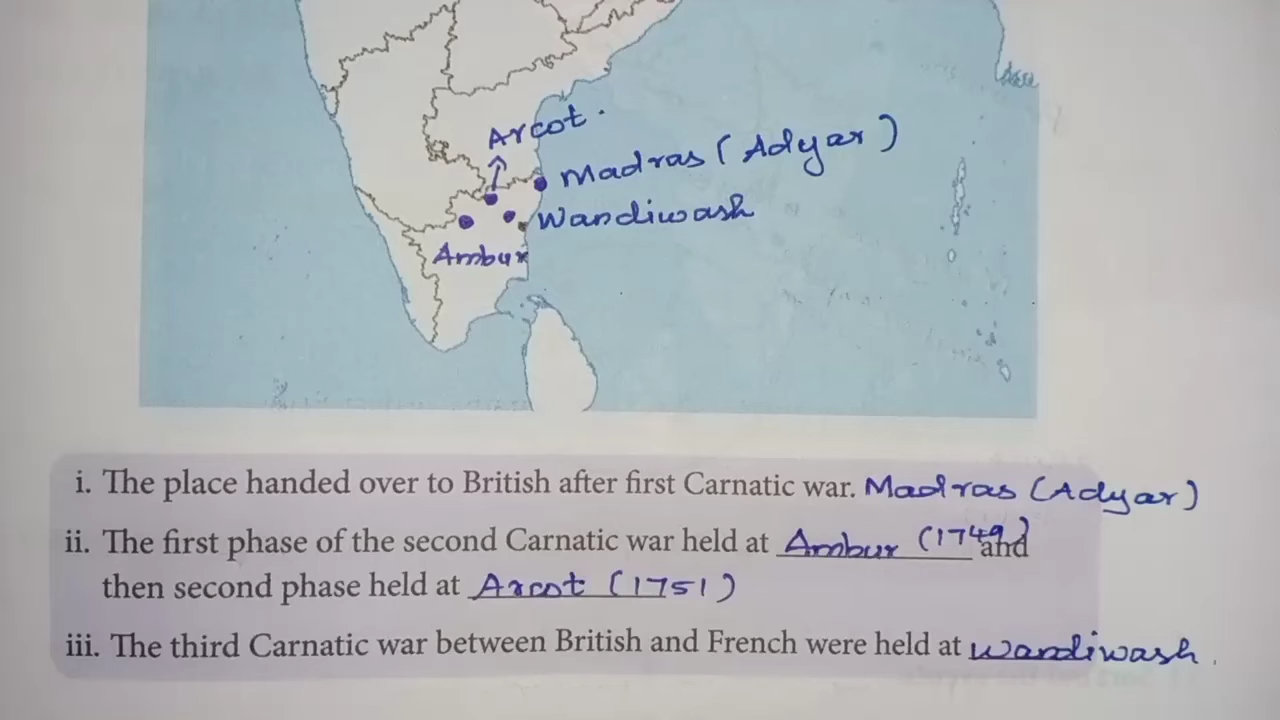 Arcot.
Madras (Adyar)
Wandiwash
Ambur
i. The place handed over to British after first Carnatic war. Madras (Adyar)
ii. The first phase of the second Carnatic war held at Ambur (1749) and
then second phase held at Arcot (1751)
iii. The third Carnatic war between British and French were held at Wandiwash.